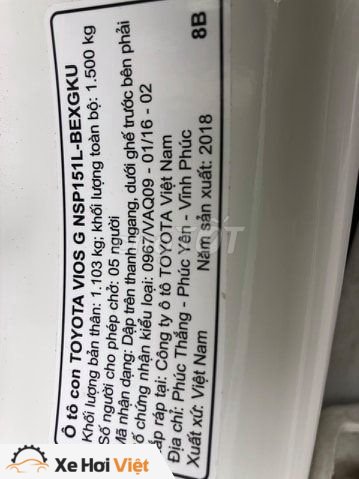 Ô tô con TOYOTA VIOS G NSP151L-BEXGKU
Khối lượng bản thân: 1.103 kg; khối lượng toàn bộ: 1.500 kg
Số người cho phép chở: 05 người
Mã nhận dạng: Dập trên thanh ngang, dưới ghế trước bên phải
ố chứng nhận kiểu loại: 0967/VAQ09 - 01/16 - 02
ắp ráp tại: Công ty ô tô TOYOTA Việt Nam
Địa chỉ: Phúc Thắng - Phúc Yên - Vĩnh Phúc
Xuất xứ: Việt Nam Năm sản xuất: 2018
8B
Xe Hơi Việt